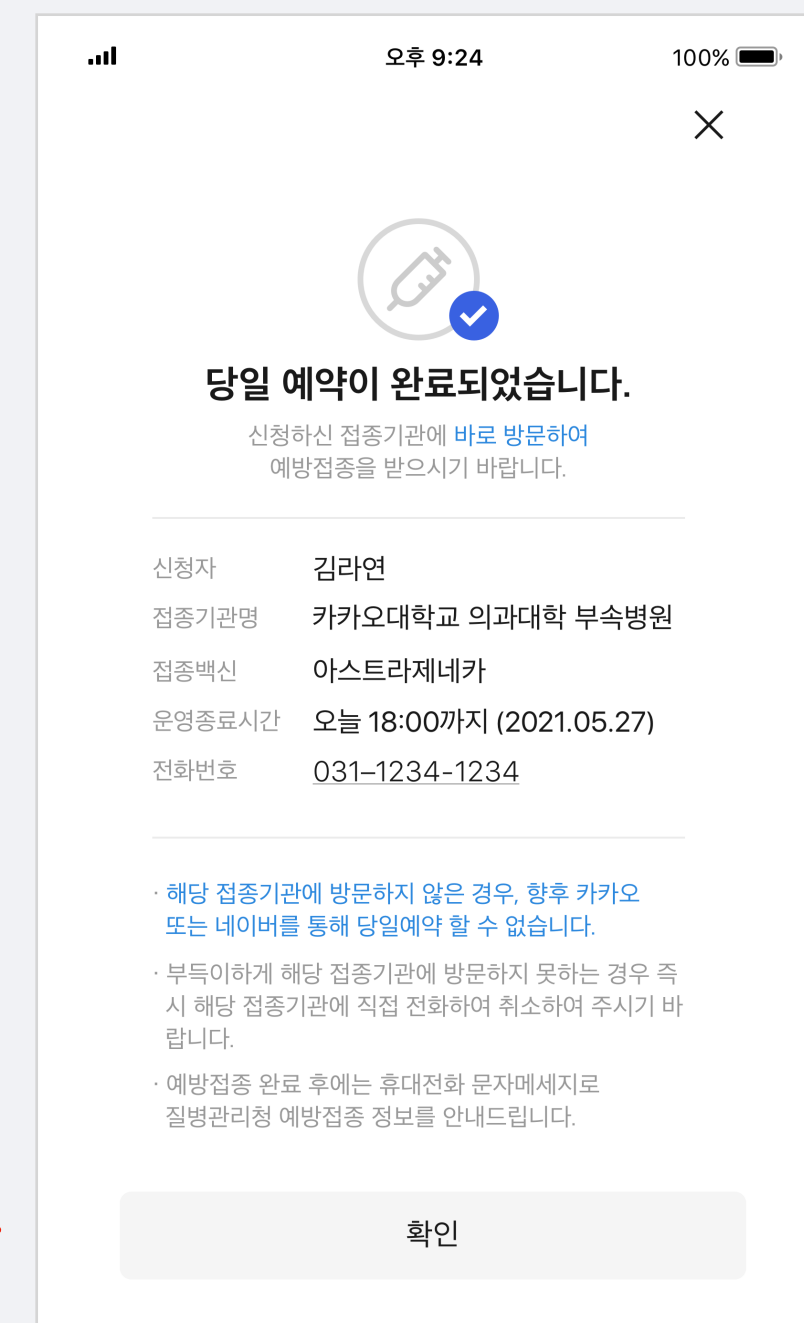 오후 9:24
100%
당일 예약이 완료되었습니다.
신청하신 접종기관에 바로 방문하여
예방접종을 받으시기 바랍니다.
신청자 김라연
접종기관명 카카오대학교 의과대학 부속병원
접종백신 아스트라제네카
운영종료시간 오늘 18:00까지 (2021.05.27)
전화번호 031–1234-1234
· 해당 접종기관에 방문하지 않은 경우, 향후 카카오
또는 네이버를 통해 당일예약 할 수 없습니다.
· 부득이하게 해당 접종기관에 방문하지 못하는 경우 즉
시 해당 접종기관에 직접 전화하여 취소하여 주시기 바
랍니다.
· 예방접종 완료 후에는 휴대전화 문자메세지로
질병관리청 예방접종 정보를 안내드립니다.
확인